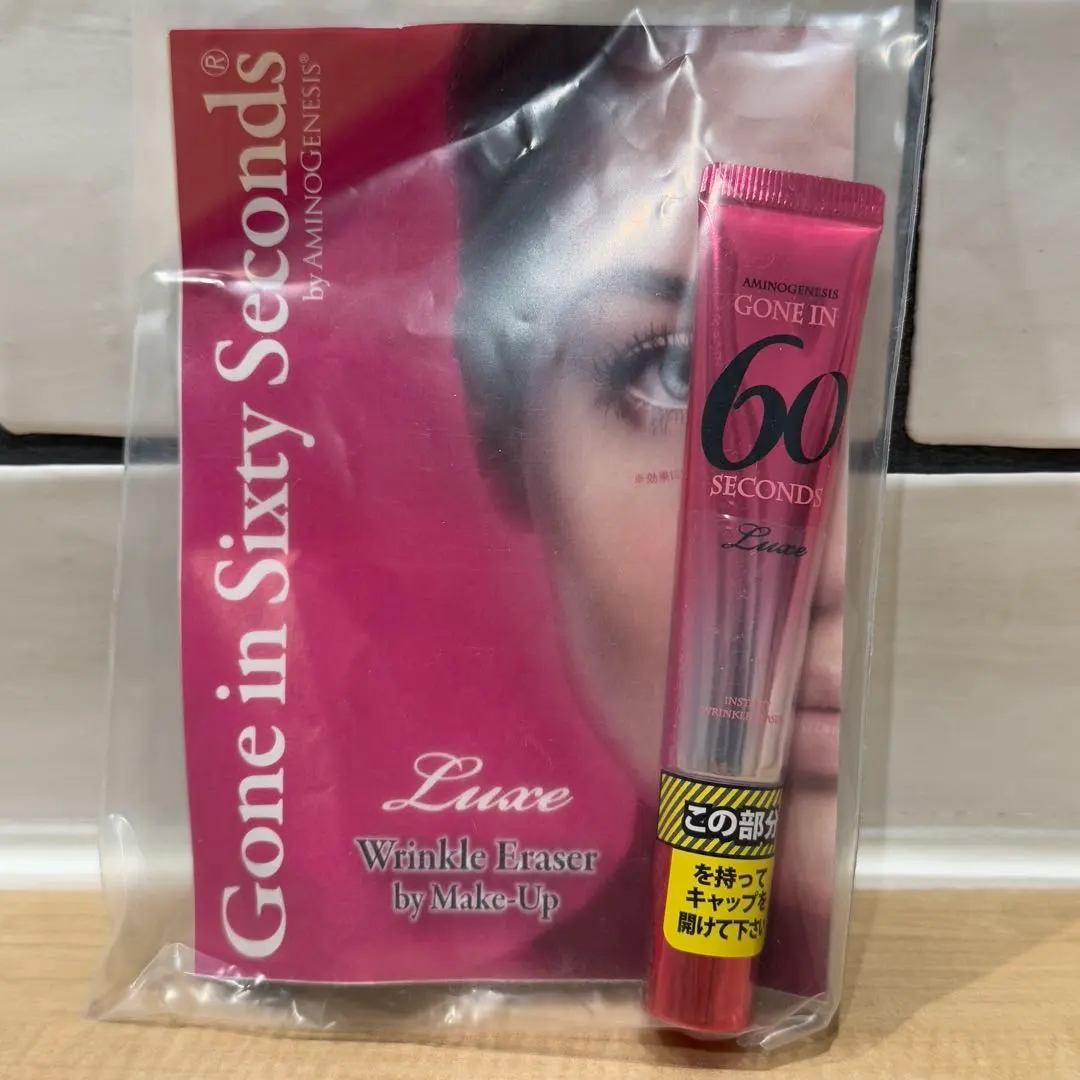 Gone in Sixty Seconds®
by AMINOGENESIS®
Luxe
Wrinkle Eraser
by Make-Up
AMINOGENESIS
GONE IN
60
SECONDS
Luxe
この部分
を持って
キャップを
開けて下さい